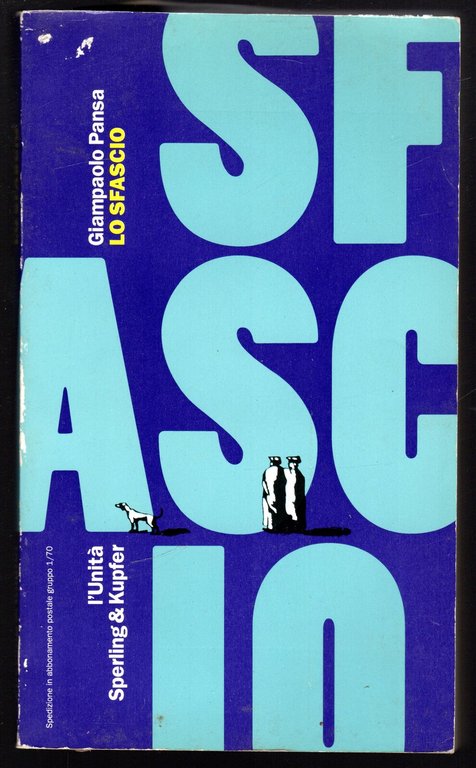 Giampaolo Pansa
LO SFASCIO
SF
ASC
IO
l'Unità
Sperling & Kupfer
Spedizione in abbonamento postale gruppo 1/70